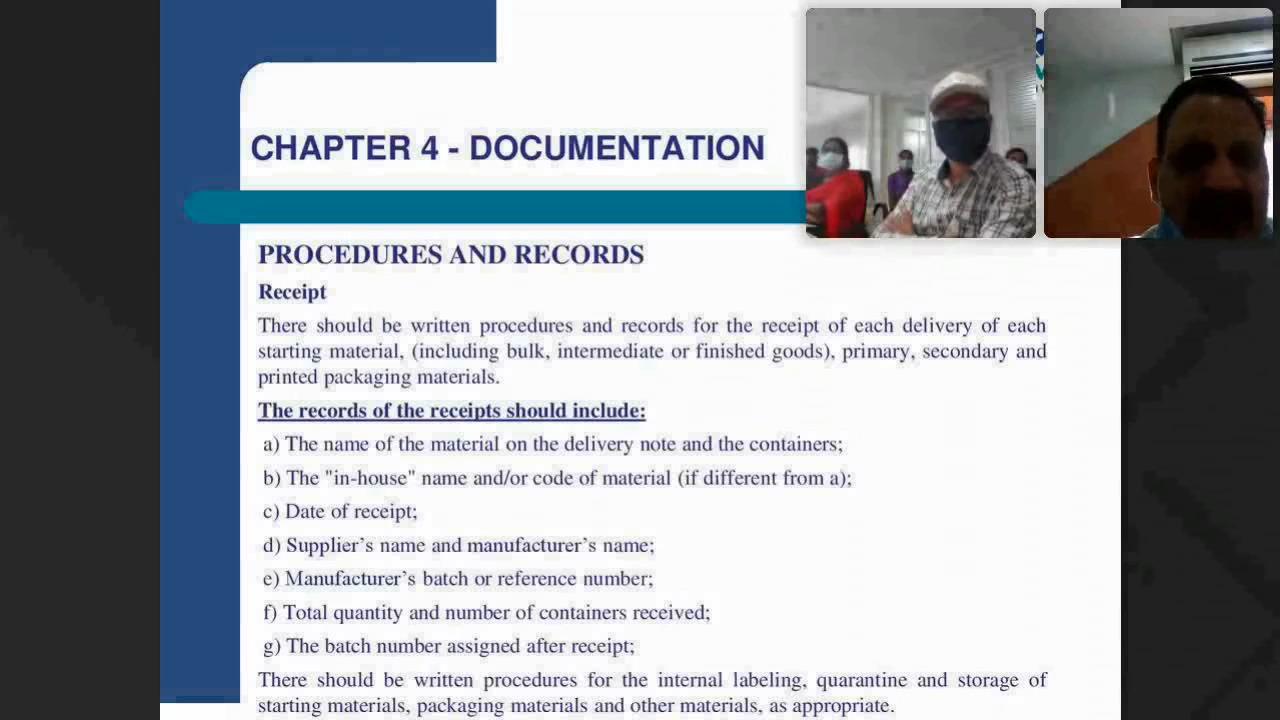 CHAPTER 4 - DOCUMENTATION
PROCEDURES AND RECORDS
Receipt
There should be written procedures and records for the receipt of each delivery of each
starting material, (including bulk, intermediate or finished goods), primary, secondary and
printed packaging materials.
The records of the receipts should include:
a) The name of the material on the delivery note and the containers;
b) The "in-house" name and/or code of material (if different from a);
c) Date of receipt;
d) Supplier’s name and manufacturer’s name;
e) Manufacturer’s batch or reference number;
f) Total quantity and number of containers received;
g) The batch number assigned after receipt;
There should be written procedures for the internal labeling, quarantine and storage of
starting materials, packaging materials and other materials, as appropriate.